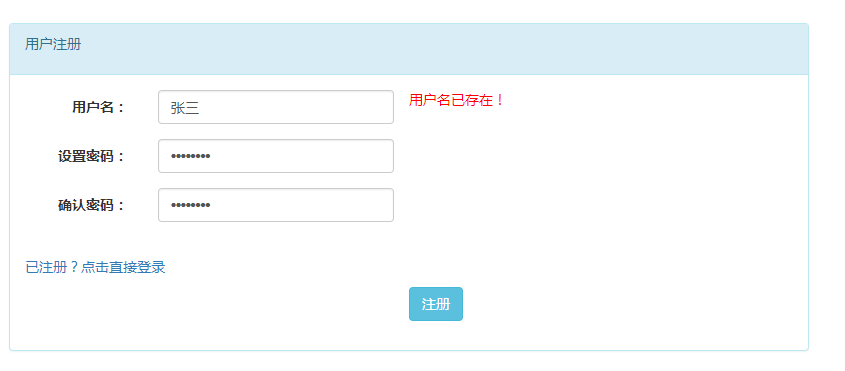 用户注册
用户名： 张三 用户名已存在！
设置密码： ••••••••
确认密码： ••••••••
已注册？点击直接登录
注册